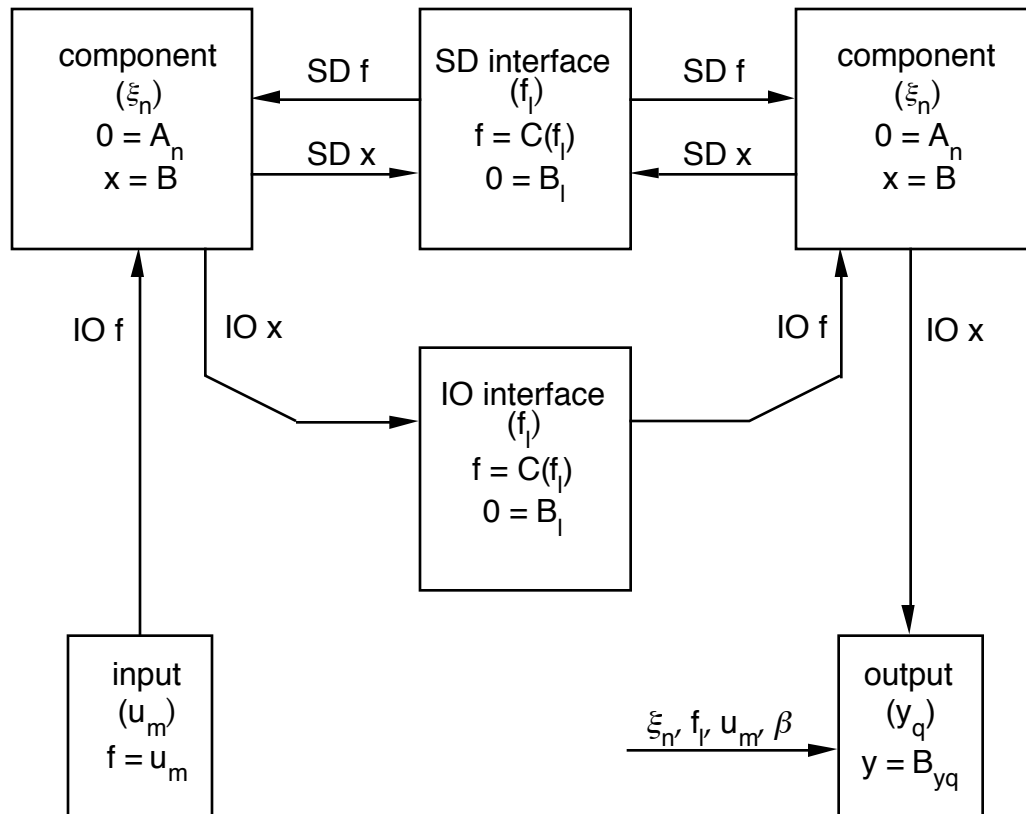 component
(ξn)
0 = An
x = B
SD f
SD x
SD interface
(fl)
f = C(fl)
0 = Bl
SD f
SD x
component
(ξn)
0 = An
x = B
IO f
IO x
IO interface
(fl)
f = C(fl)
0 = Bl
IO f
IO x
input
(um)
f = um
ξn, fl, um, β
output
(yq)
y = Byq